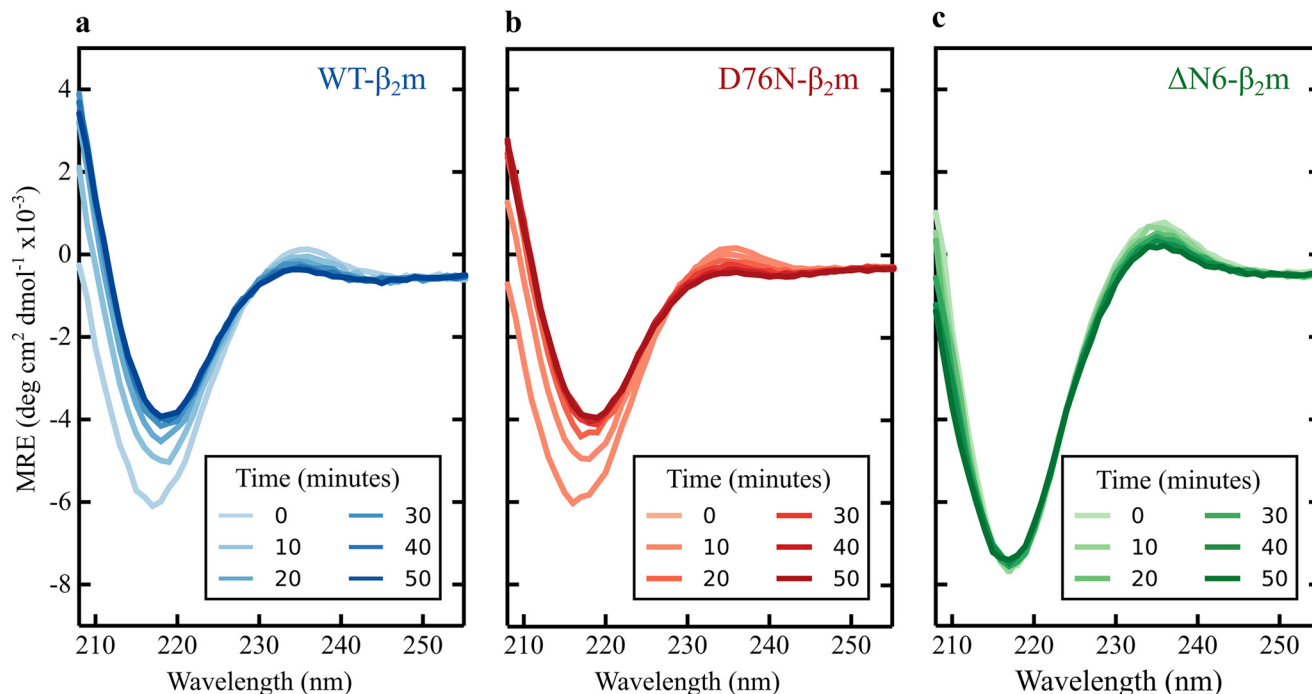 a
WT-β₂m
b
D76N-β₂m
c
ΔN6-β₂m
MRE (deg cm² dmol⁻¹ x10⁻³)
4
2
0
-2
-4
-6
-8
Time (minutes)
0 30
10 40
20 50
Time (minutes)
0 30
10 40
20 50
Time (minutes)
0 30
10 40
20 50
210 220 230 240 250
210 220 230 240 250
210 220 230 240 250
Wavelength (nm)
Wavelength (nm)
Wavelength (nm)